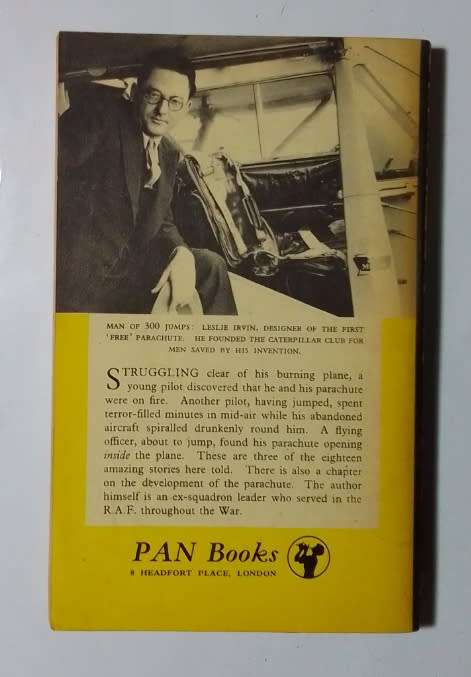 MAN OF 300 JUMPS: LESLIE IRVIN, DESIGNER OF THE FIRST
'FREE' PARACHUTE. HE FOUNDED THE CATERPILLAR CLUB FOR
MEN SAVED BY HIS INVENTION.
STRUGGLING clear of his burning plane, a
young pilot discovered that he and his parachute
were on fire. Another pilot, having jumped, spent
terror-filled minutes in mid-air while his abandoned
aircraft spiralled drunkenly round him. A flying
officer, about to jump, found his parachute opening
inside the plane. These are three of the eighteen
amazing stories here told. There is also a chapter
on the development of the parachute. The author
himself is an ex-squadron leader who served in the
R.A.F. throughout the War.
PAN Books
8 HEADFORT PLACE, LONDON